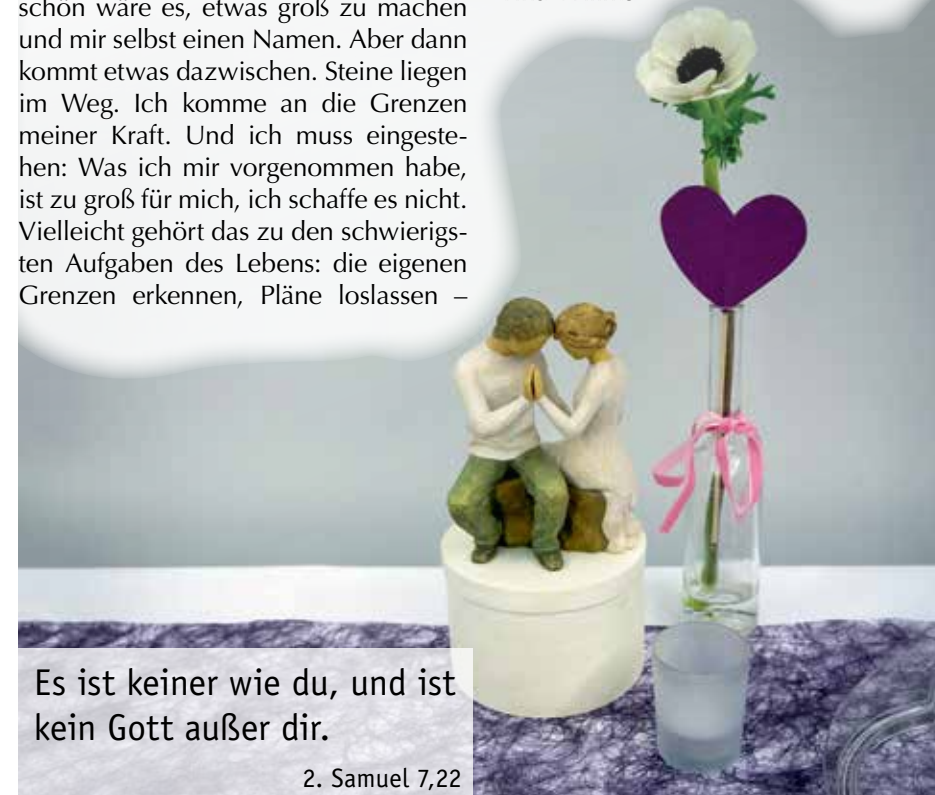 schön wäre es, etwas groß zu machen
und mir selbst einen Namen. Aber dann
kommt etwas dazwischen. Steine liegen
im Weg. Ich komme an die Grenzen
meiner Kraft. Und ich muss eingeste-
hen: Was ich mir vorgenommen habe,
ist zu groß für mich, ich schaffe es nicht.
Vielleicht gehört das zu den schwierigs-
ten Aufgaben des Lebens: die eigenen
Grenzen erkennen, Pläne loslassen –
Es ist keiner wie du, und ist
kein Gott außer dir.
2. Samuel 7,22